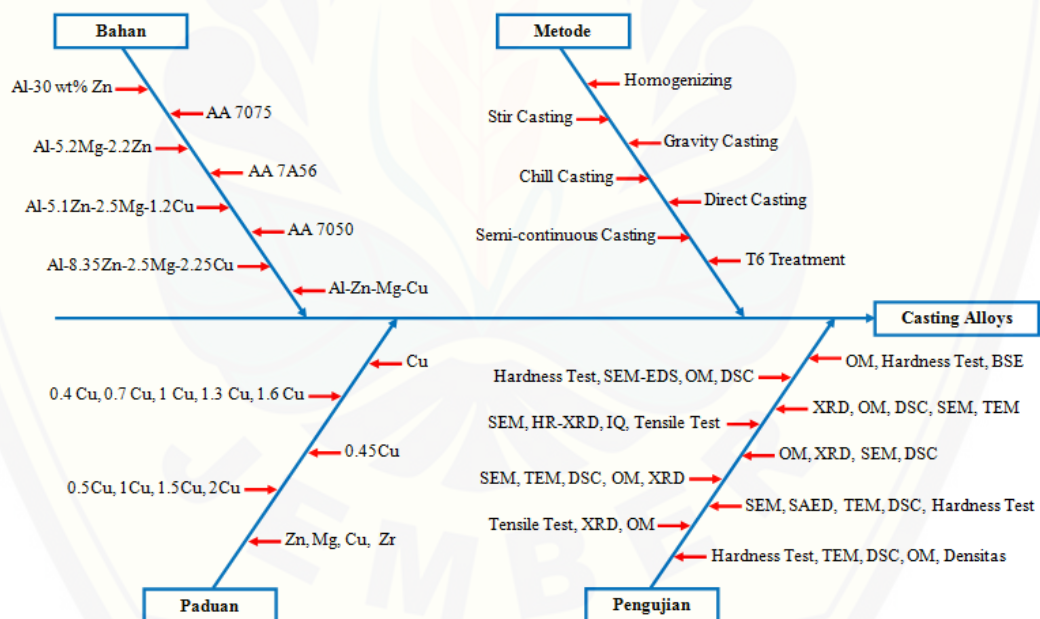 Bahan
Metode
Al-30 wt% Zn
AA 7075
Al-5.2Mg-2.2Zn
AA 7A56
Al-5.1Zn-2.5Mg-1.2Cu
AA 7050
Al-8.35Zn-2.5Mg-2.25Cu
Al-Zn-Mg-Cu
Homogenizing
Stir Casting
Gravity Casting
Chill Casting
Direct Casting
Semi-continuous Casting
T6 Treatment
Casting Alloys
Cu
0.4 Cu, 0.7 Cu, 1 Cu, 1.3 Cu, 1.6 Cu
0.45Cu
0.5Cu, 1Cu, 1.5Cu, 2Cu
Zn, Mg, Cu, Zr
OM, Hardness Test, BSE
Hardness Test, SEM-EDS, OM, DSC
XRD, OM, DSC, SEM, TEM
SEM, HR-XRD, IQ, Tensile Test
OM, XRD, SEM, DSC
SEM, TEM, DSC, OM, XRD
SEM, SAED, TEM, DSC, Hardness Test
Tensile Test, XRD, OM
Hardness Test, TEM, DSC, OM, Densitas
Paduan
Pengujian
JEMBER